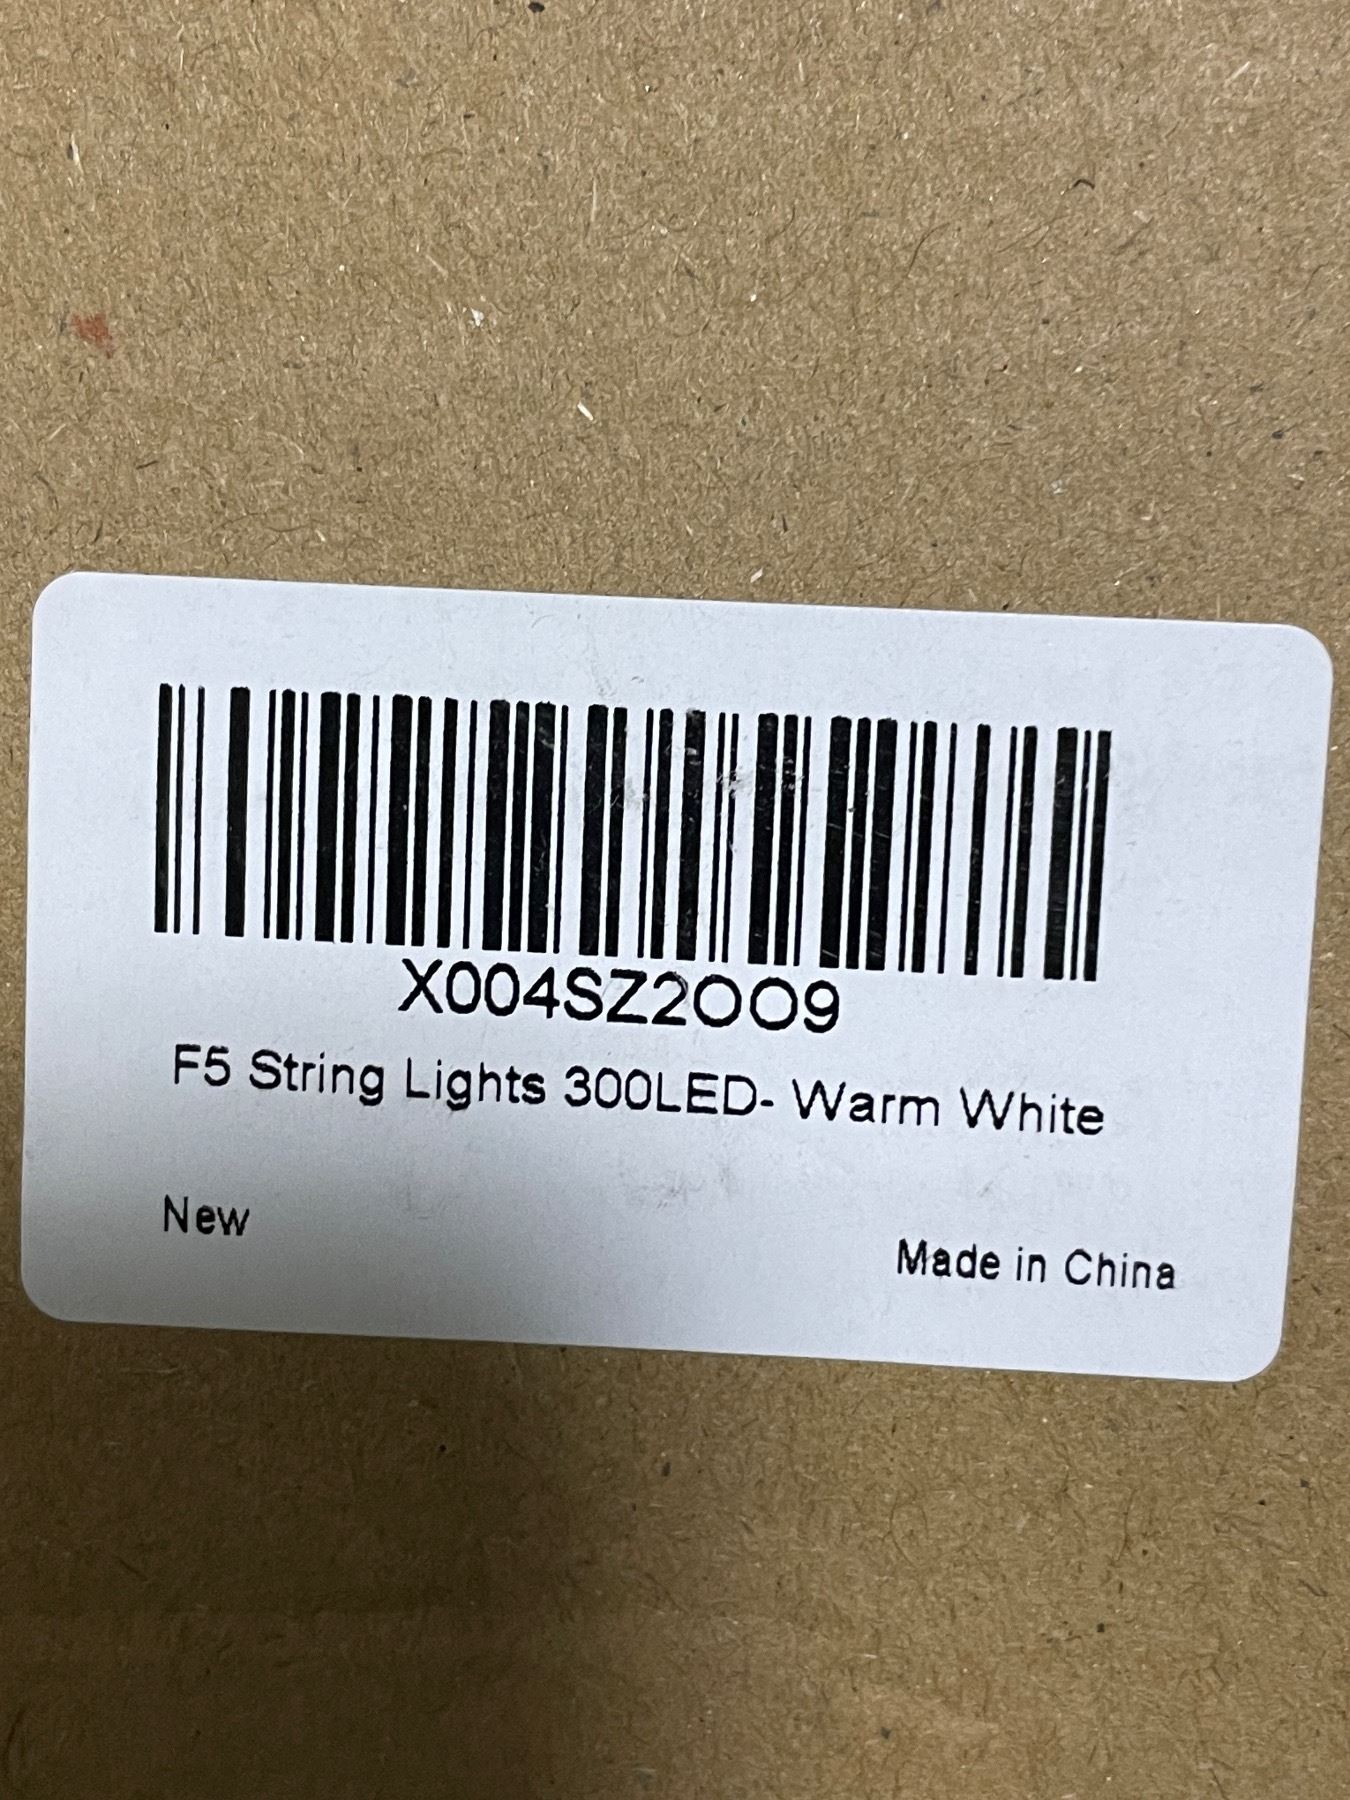 X004SZ2OO9
F5 String Lights 300LED- Warm White
New
Made in China